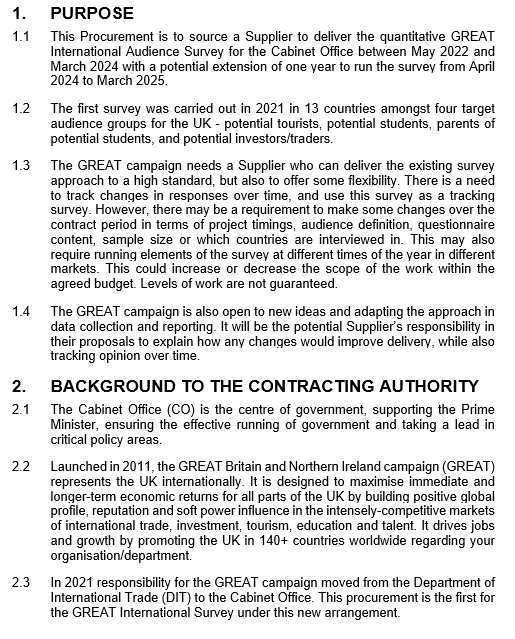 1. PURPOSE
1.1 This Procurement is to source a Supplier to deliver the quantitative GREAT
International Audience Survey for the Cabinet Office between May 2022 and
March 2024 with a potential extension of one year to run the survey from April
2024 to March 2025.
1.2 The first survey was carried out in 2021 in 13 countries amongst four target
audience groups for the UK - potential tourists, potential students, parents of
potential students, and potential investors/traders.
1.3 The GREAT campaign needs a Supplier who can deliver the existing survey
approach to a high standard, but also to offer some flexibility. There is a need
to track changes in responses over time, and use this survey as a tracking
survey. However, there may be a requirement to make some changes over the
contract period in terms of project timings, audience definition, questionnaire
content, sample size or which countries are interviewed in. This may also
require running elements of the survey at different times of the year in different
markets. This could increase or decrease the scope of the work within the
agreed budget. Levels of work are not guaranteed.
1.4 The GREAT campaign is also open to new ideas and adapting the approach in
data collection and reporting. It will be the potential Supplier's responsibility in
their proposals to explain how any changes would improve delivery, while also
tracking opinion over time.
2. BACKGROUND TO THE CONTRACTING AUTHORITY
2.1 The Cabinet Office (CO) is the centre of government, supporting the Prime
Minister, ensuring the effective running of government and taking a lead in
critical policy areas.
2.2 Launched in 2011, the GREAT Britain and Northern Ireland campaign (GREAT)
represents the UK internationally. It is designed to maximise immediate and
longer-term economic returns for all parts of the UK by building positive global
profile, reputation and soft power influence in the intensely-competitive markets
of international trade, investment, tourism, education and talent. It drives jobs
and growth by promoting the UK in 140+ countries worldwide regarding your
organisation/department.
2.3 In 2021 responsibility for the GREAT campaign moved from the Department of
International Trade (DIT) to the Cabinet Office. This procurement is the first for
the GREAT International Survey under this new arrangement.